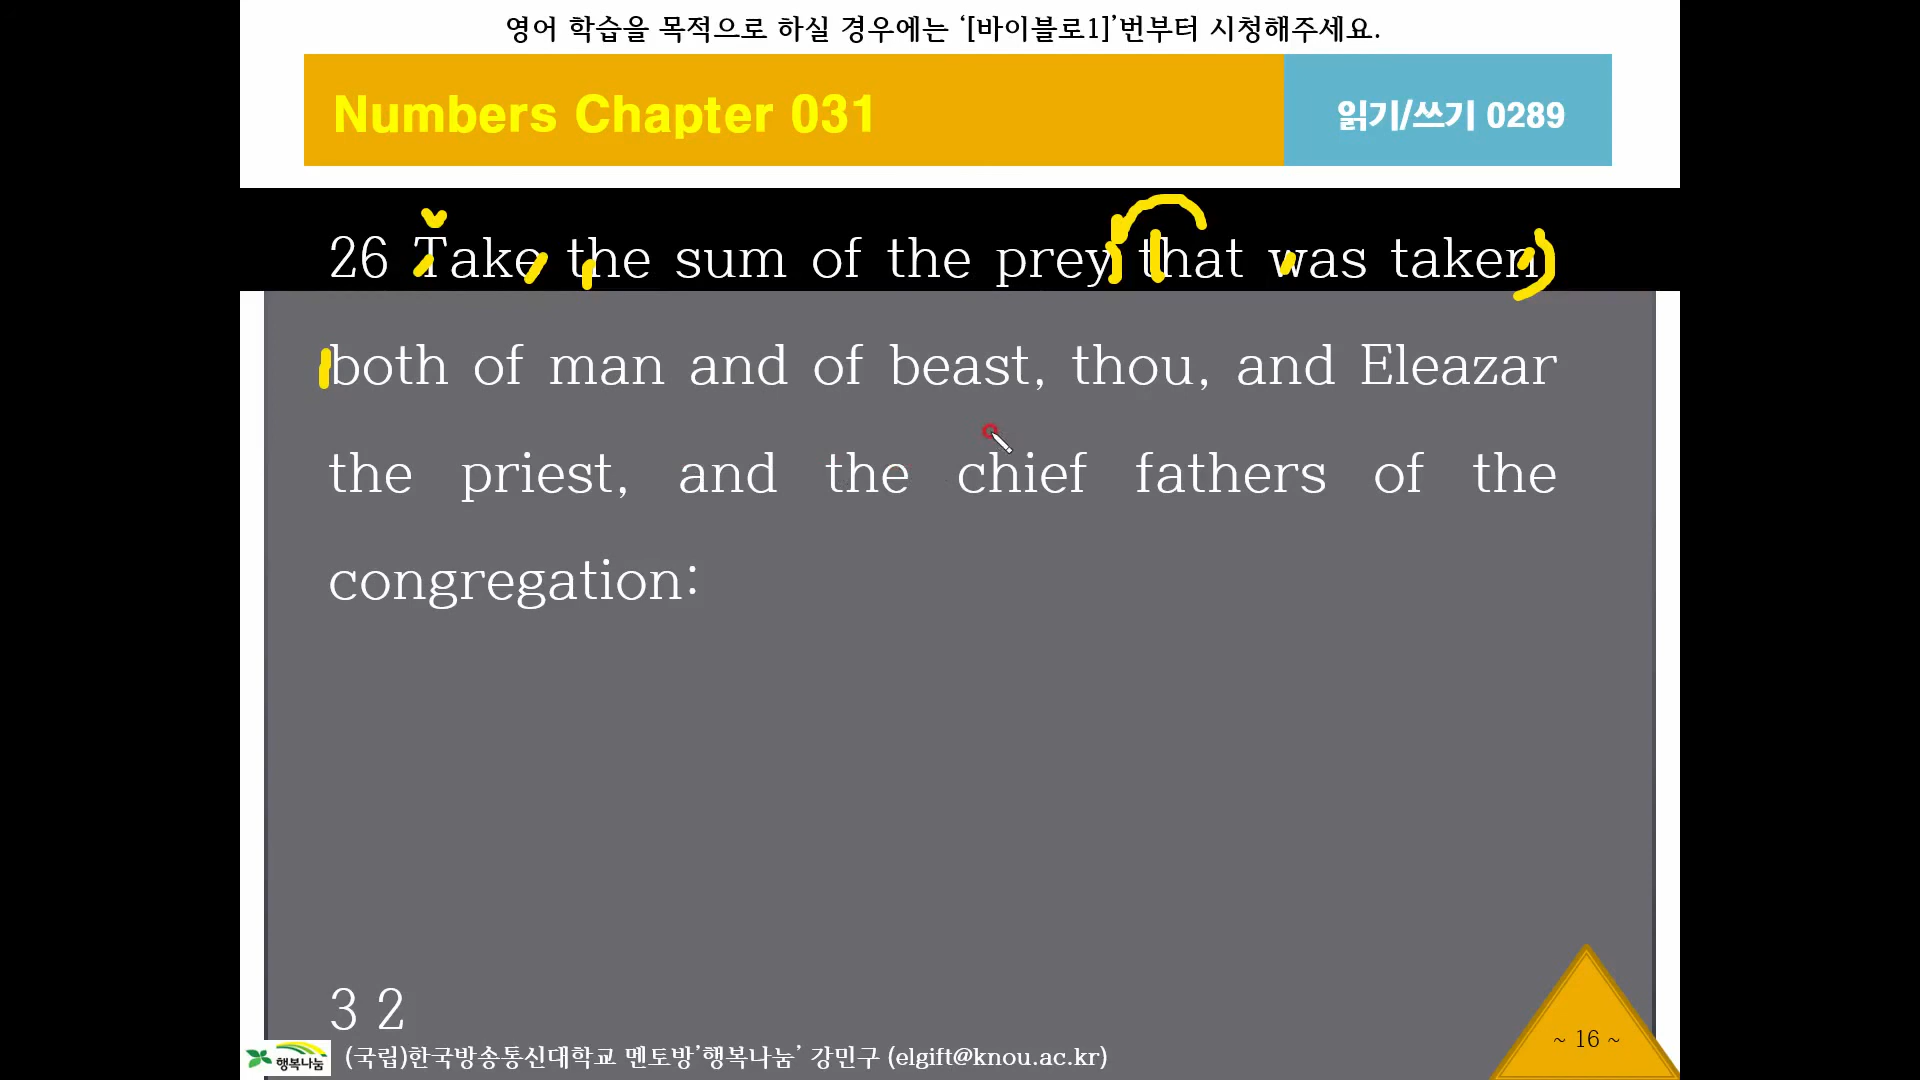 영어 학습을 목적으로 하실 경우에는 ‘[바이블로1]’번부터 시청해주세요.
Numbers Chapter 031
읽기/쓰기 0289
26 Take the sum of the prey that was taken,
both of man and of beast, thou, and Eleazar
the priest, and the chief fathers of the
congregation:
3 2
~ 16 ~
행복나눔
(국립)한국방송통신대학교 멘토방’행복나눔’ 강민구 (elgift@knou.ac.kr)